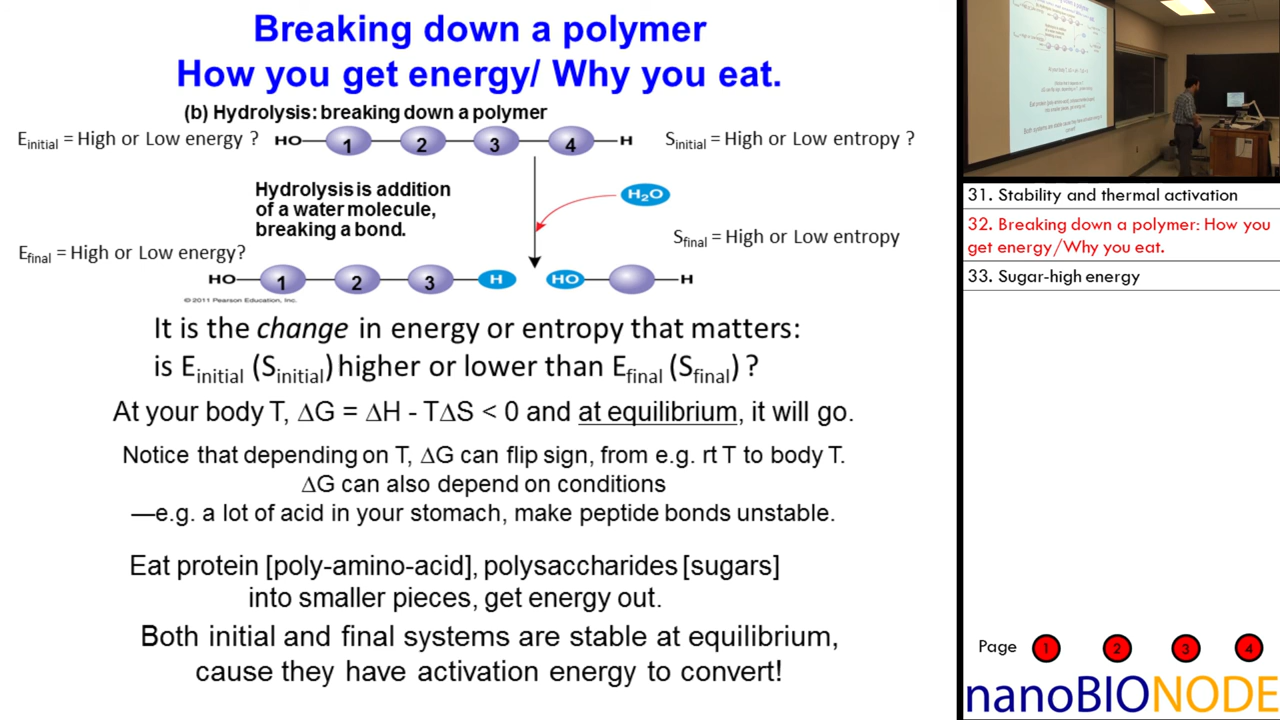 Breaking down a polymer
How you get energy/ Why you eat.
(b) Hydrolysis: breaking down a polymer
E_initial = High or Low energy ?
HO 1 2 3 4 H
S_initial = High or Low entropy ?
Hydrolysis is addition
of a water molecule,
breaking a bond.
H₂O
E_final = High or Low energy?
S_final = High or Low entropy
HO 1 2 3 H HO H
© 2011 Pearson Education, Inc.
It is the change in energy or entropy that matters:
is E_initial (S_initial) higher or lower than E_final (S_final) ?
At your body T, ΔG = ΔH - TΔS < 0 and at equilibrium, it will go.
Notice that depending on T, ΔG can flip sign, from e.g. rt T to body T.
ΔG can also depend on conditions
—e.g. a lot of acid in your stomach, make peptide bonds unstable.
Eat protein [poly-amino-acid], polysaccharides [sugars]
into smaller pieces, get energy out.
Both initial and final systems are stable at equilibrium,
cause they have activation energy to convert!
31. Stability and thermal activation
32. Breaking down a polymer: How you
get energy/Why you eat.
33. Sugar-high energy
Page 1 2 3 4
nanoBIONODE